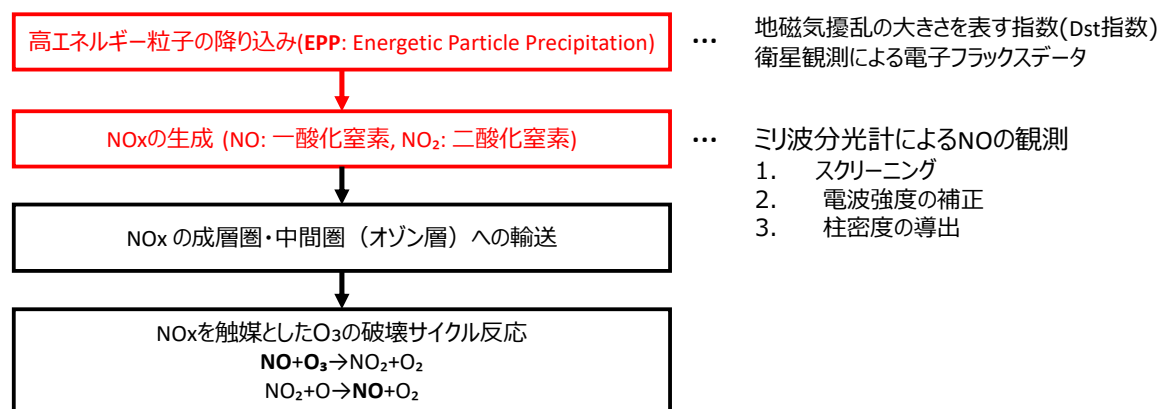 高エネルギー粒子の降り込み(EPP: Energetic Particle Precipitation)
… 地磁気擾乱の大きさを表す指数(Dst指数)
衛星観測による電子フラックスデータ
NOxの生成 (NO: 一酸化窒素, NO₂: 二酸化窒素)
… ミリ波分光計によるNOの観測
1. スクリーニング
2. 電波強度の補正
3. 柱密度の導出
NOx の成層圏・中間圏（オゾン層）への輸送
NOxを触媒としたO₃の破壊サイクル反応
NO+O₃→NO₂+O₂
NO₂+O→NO+O₂